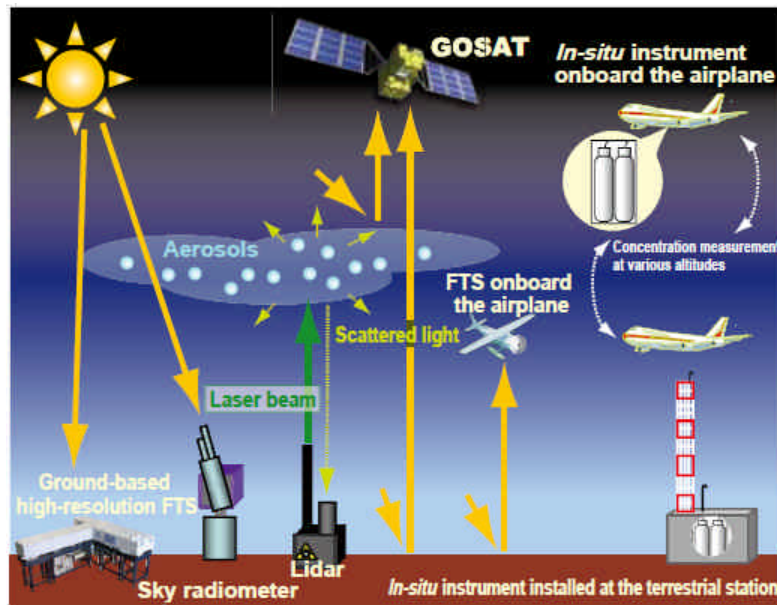 GOSAT
In-situ instrument
onboard the airplane
Aerosols
Concentration measurement
at various altitudes
FTS onboard
the airplane
Scattered light
Laser beam
Ground-based
high-resolution FTS
Lidar
Sky radiometer
In-situ instrument installed at the terrestrial station